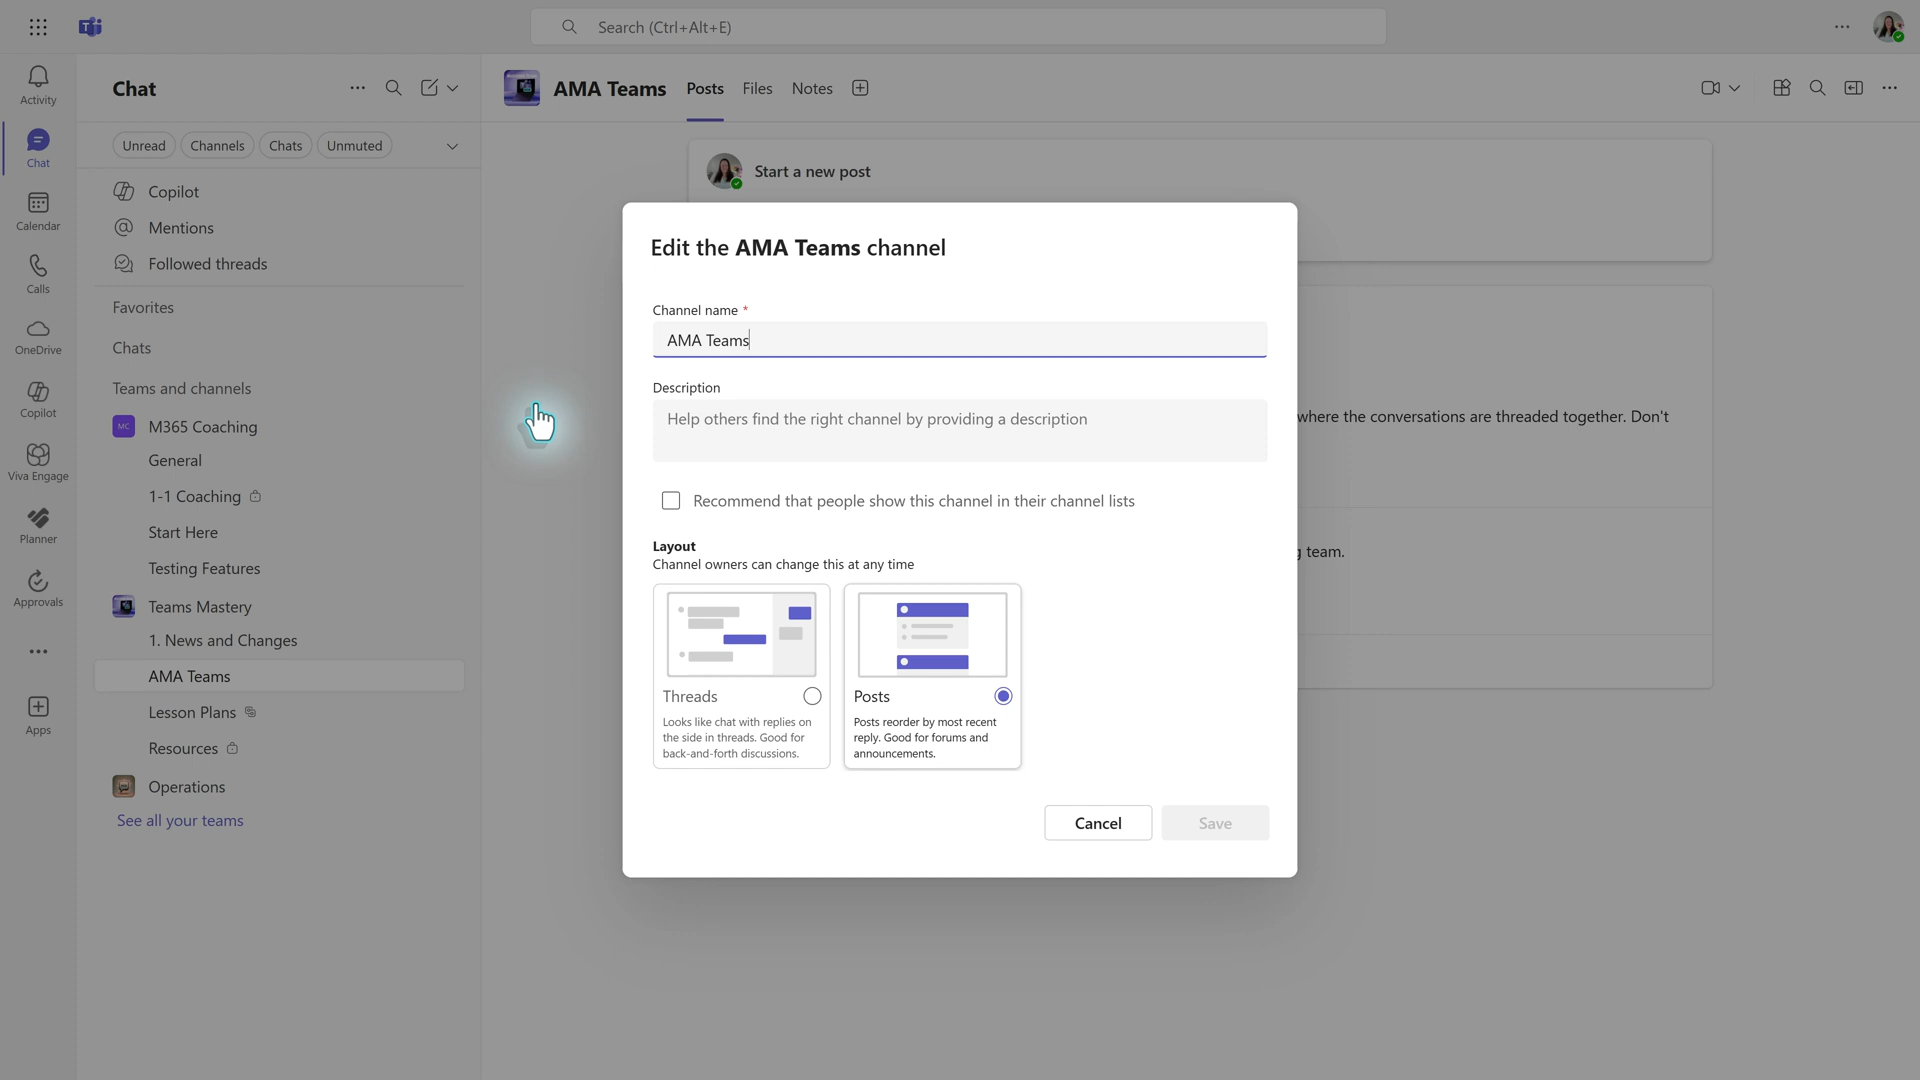 Search (Ctrl+Alt+E)
Activity
Chat
Calendar
Calls
OneDrive
Copilot
Viva Engage
Planner
Approvals
Apps
Chat
Unread
Channels
Chats
Unmuted
Copilot
Mentions
Followed threads
Favorites
Chats
Teams and channels
MC
M365 Coaching
General
1-1 Coaching
Start Here
Testing Features
Teams Mastery
1. News and Changes
AMA Teams
Lesson Plans
Resources
Operations
See all your teams
AMA Teams
Posts
Files
Notes
Start a new post
where the conversations are threaded together. Don't
team.
Edit the AMA Teams channel
Channel name *
AMA Teams
Description
Help others find the right channel by providing a description
Recommend that people show this channel in their channel lists
Layout
Channel owners can change this at any time
Threads
Looks like chat with replies on
the side in threads. Good for
back-and-forth discussions.
Posts
Posts reorder by most recent
reply. Good for forums and
announcements.
Cancel
Save